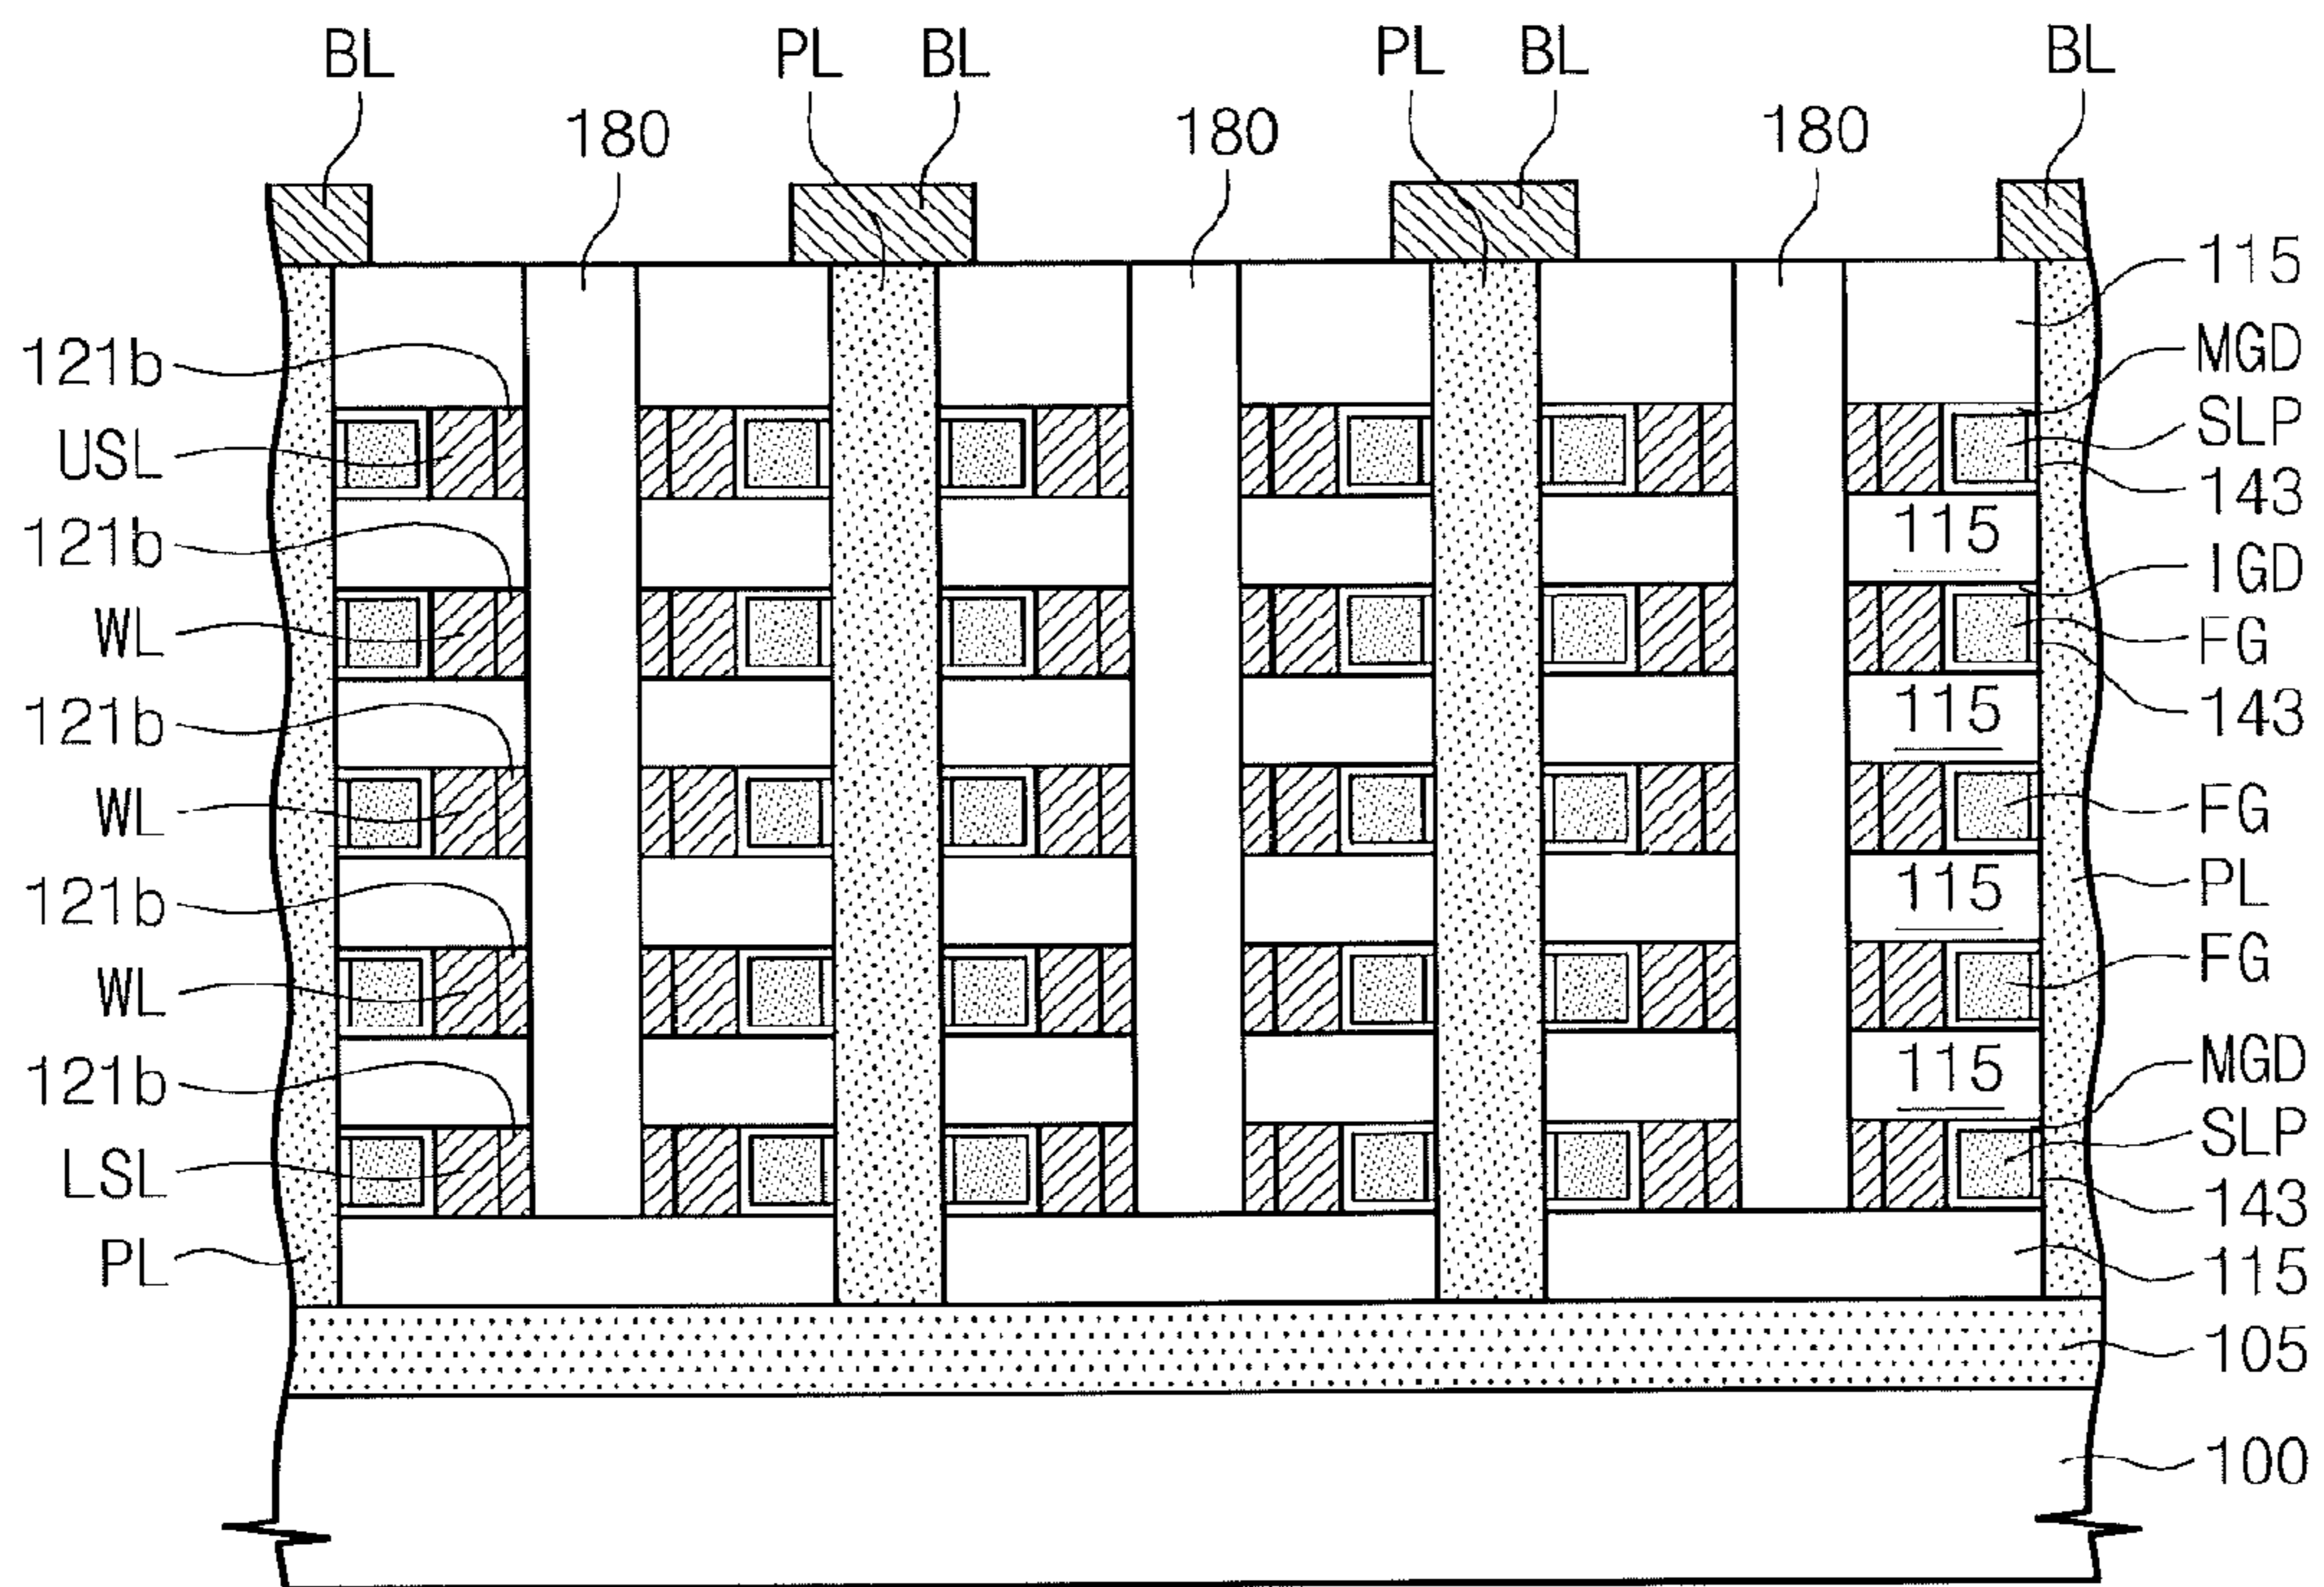 BL PL BL PL BL BL
180 180 180
115
121b MGD
USL SLP
143
121b 115 IGD
WL FG
121b 115 143
WL FG
121b 115 PL
WL FG
121b 115 MGD
LSL SLP
143
PL 115
105
100